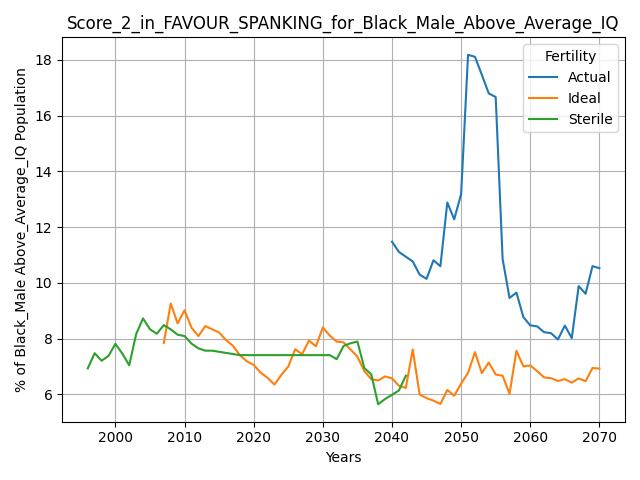 Score_2_in_FAVOUR_SPANKING_for_Black_Male_Above_Average_IQ
Fertility
Actual
Ideal
Sterile
% of Black_Male Above_Average_IQ Population
18
16
14
12
10
8
6
2000 2010 2020 2030 2040 2050 2060 2070
Years